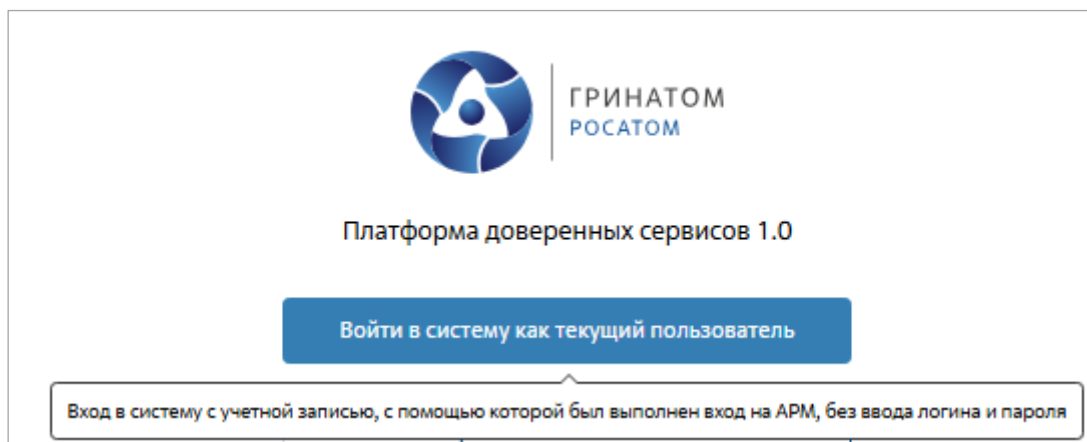 ГРИНАТОМ
РОСАТОМ
Платформа доверенных сервисов 1.0
Войти в систему как текущий пользователь
Вход в систему с учетной записью, с помощью которой был выполнен вход на АРМ, без ввода логина и пароля